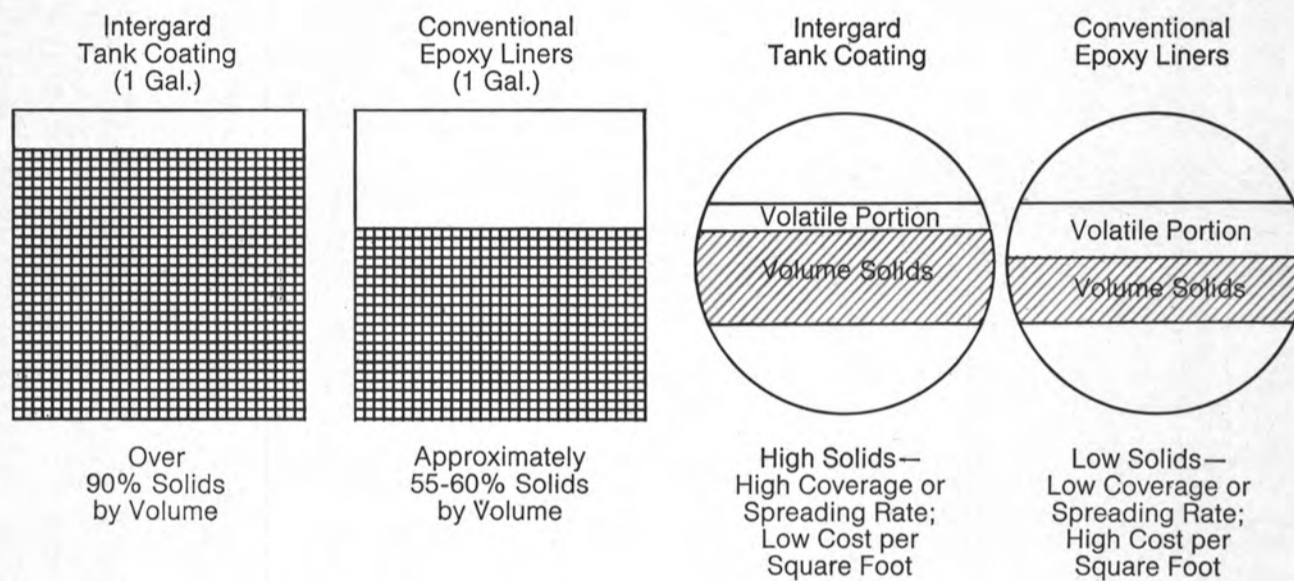 Intergard
Tank Coating
(1 Gal.)
Over
90% Solids
by Volume
Conventional
Epoxy Liners
(1 Gal.)
Approximately
55-60% Solids
by Volume
Intergard
Tank Coating
Volatile Portion
Volume Solids
High Solids—
High Coverage or
Spreading Rate;
Low Cost per
Square Foot
Conventional
Epoxy Liners
Volatile Portion
Volume Solids
Low Solids—
Low Coverage or
Spreading Rate;
High Cost per
Square Foot